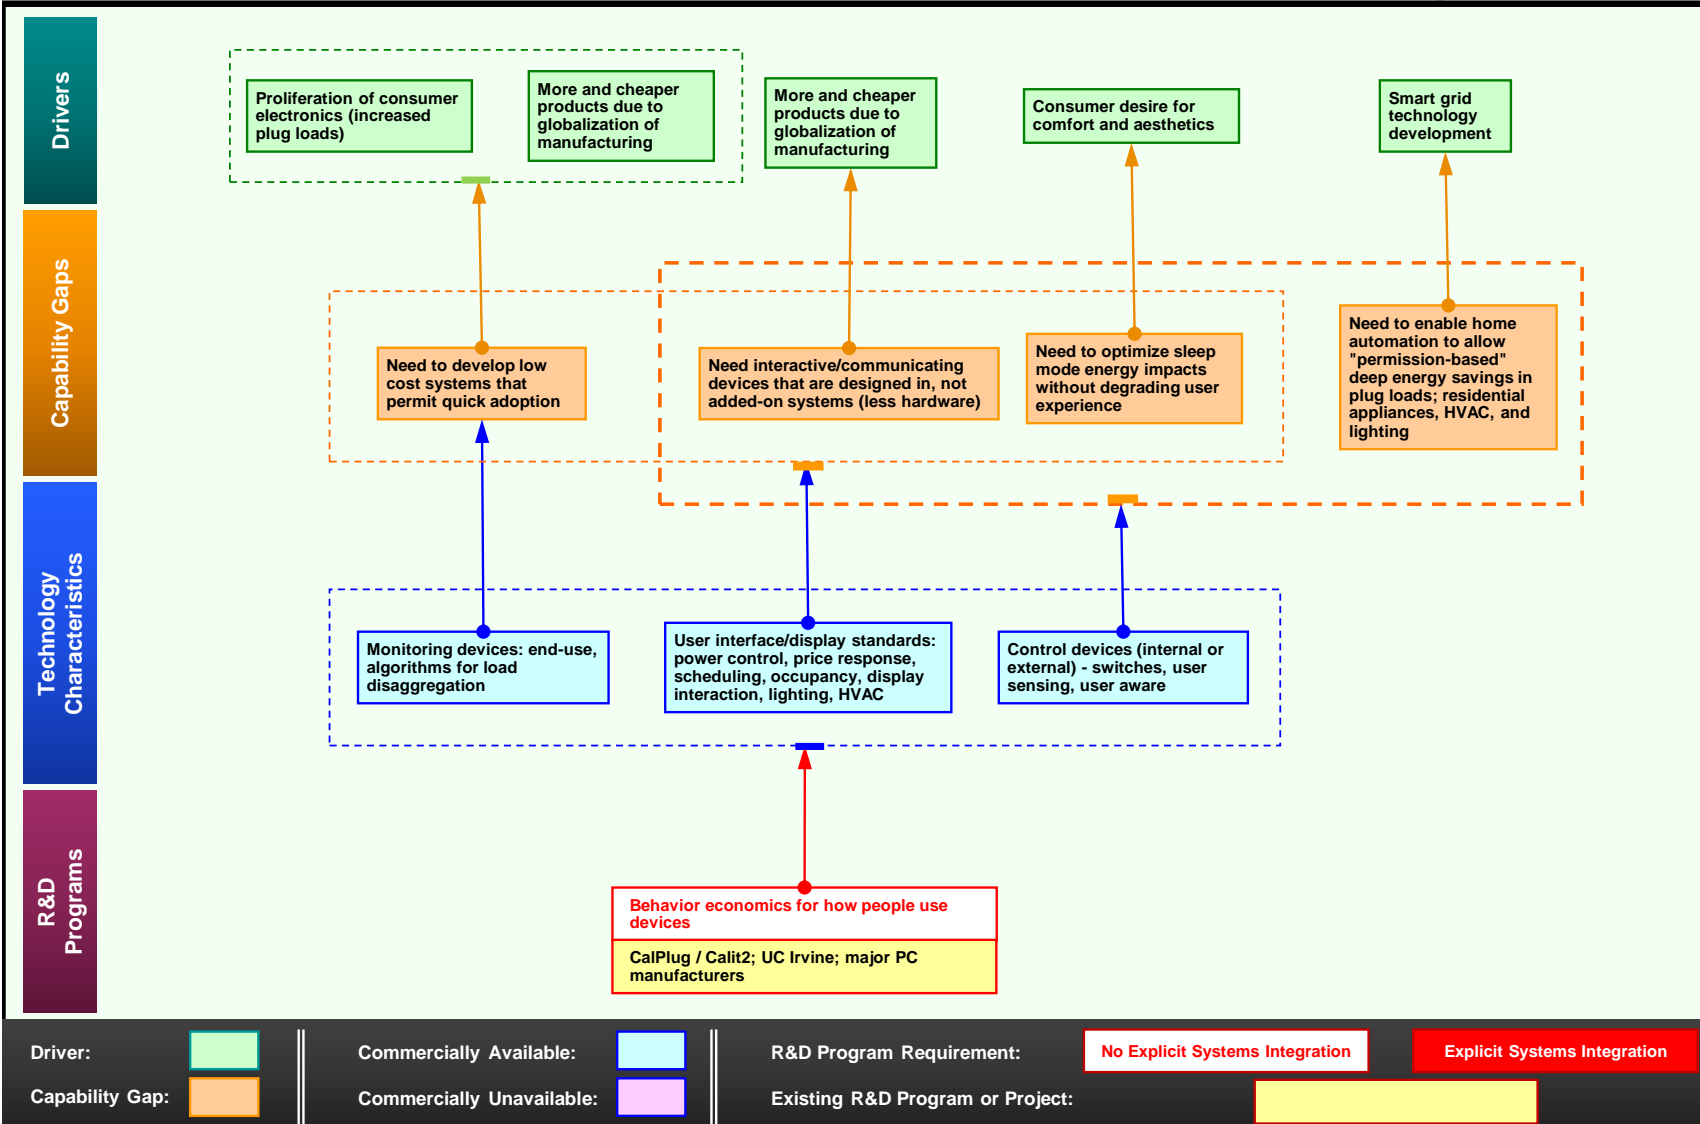 Drivers
Proliferation of consumer
electronics (increased
plug loads)
More and cheaper
products due to
globalization of
manufacturing
More and cheaper
products due to
globalization of
manufacturing
Consumer desire for
comfort and aesthetics
Smart grid
technology
development
Capability Gaps
Need to develop low
cost systems that
permit quick adoption
Need interactive/communicating
devices that are designed in, not
added-on systems (less hardware)
Need to optimize sleep
mode energy impacts
without degrading user
experience
Need to enable home
automation to allow
"permission-based"
deep energy savings in
plug loads; residential
appliances, HVAC, and
lighting
Technology
Characteristics
Monitoring devices: end-use,
algorithms for load
disaggregation
User interface/display standards:
power control, price response,
scheduling, occupancy, display
interaction, lighting, HVAC
Control devices (internal or
external) - switches, user
sensing, user aware
R&D
Programs
Behavior economics for how people use
devices
CalPlug / Calit2; UC Irvine; major PC
manufacturers
Driver:
Capability Gap:
Commercially Available:
Commercially Unavailable:
R&D Program Requirement:
No Explicit Systems Integration
Explicit Systems Integration
Existing R&D Program or Project: